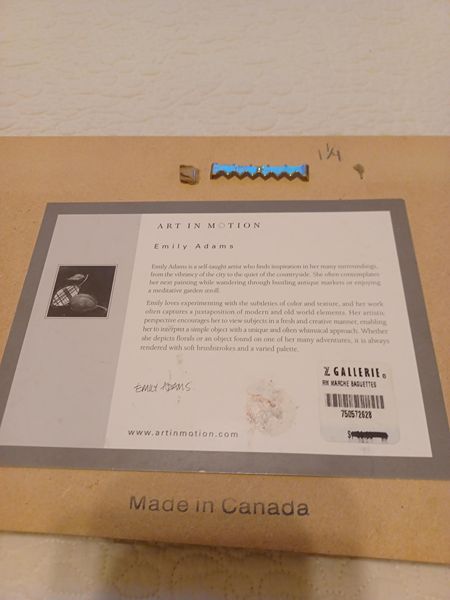 1 1/4
ART IN MOTION
Emily Adams
Emily Adams is a self-taught artist who finds inspiration in her many surroundings,
from the vibrancy of the city to the quiet of the countryside. She often contemplates
her next painting while wandering through bustling antique markets or enjoying
a meditative garden stroll.
Emily loves experimenting with the subtleties of color and texture, and her work
often captures a juxtaposition of modern and old world elements. Her artistic
perspective encourages her to view subjects in a fresh and creative manner, enabling
her to interpret a simple object with a unique and often whimsical approach. Whether
she depicts florals or an object found on one of her many adventures, it is always
rendered with soft brushstrokes and a varied palette.
EMILY ADAMS
www.artinmotion.com
Z GALLERIE
MARCHE BAGUETTES
750572628
$
Made in Canada